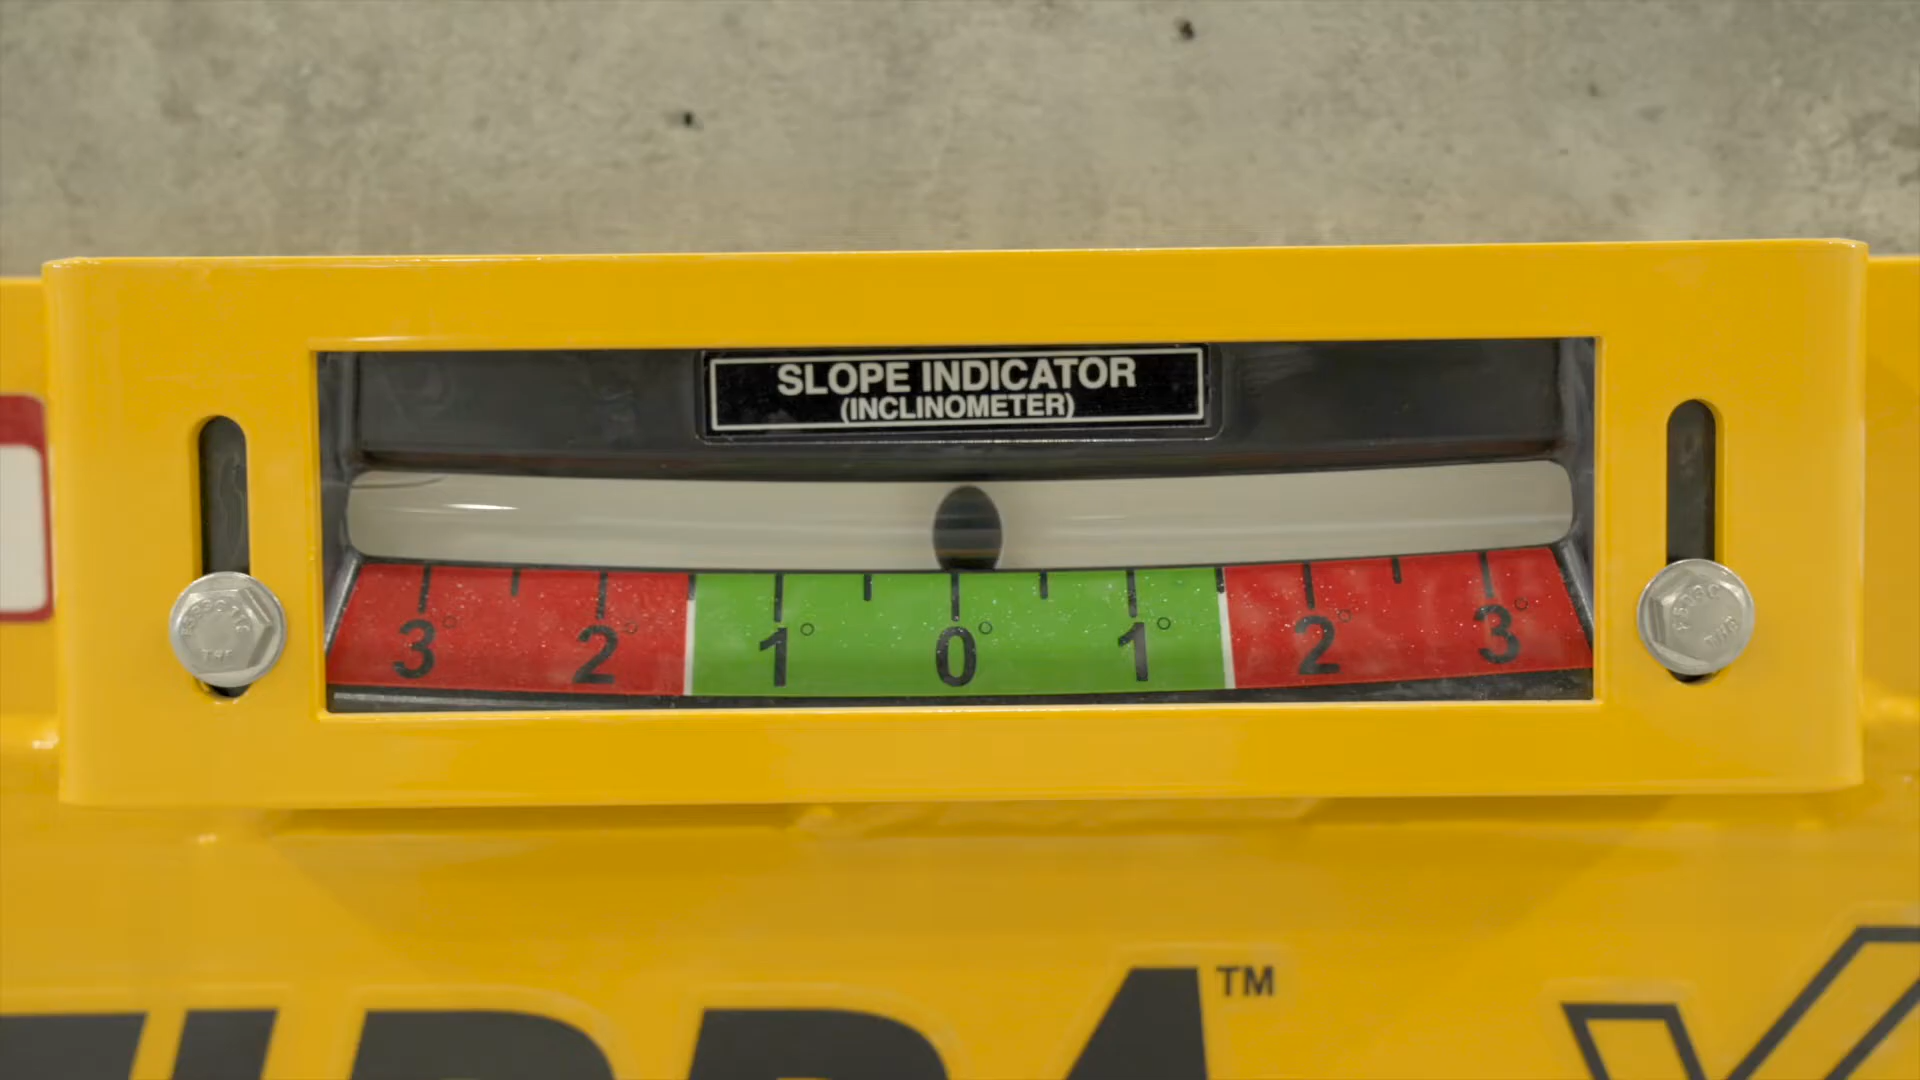 SLOPE INDICATOR
(INCLINOMETER)
3° 2° 1° 0° 1° 2° 3°
TM